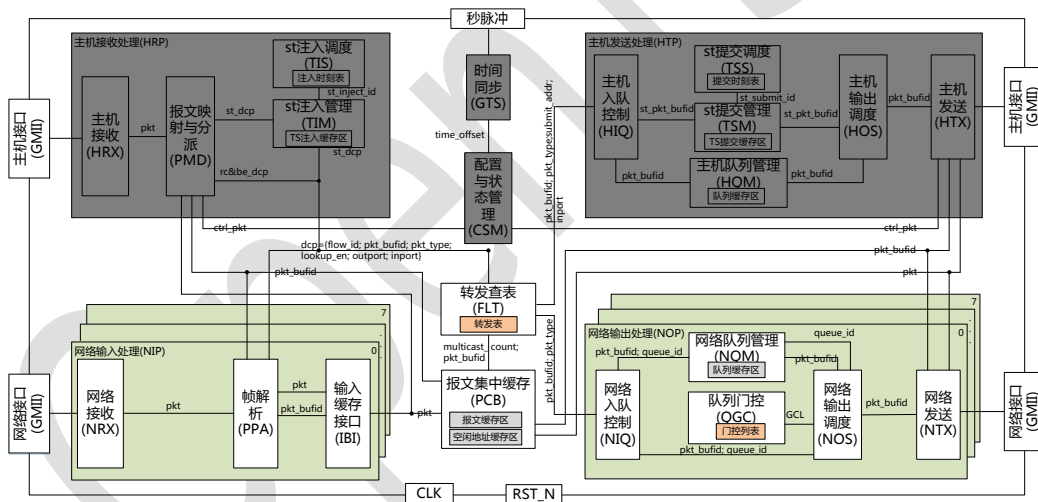 秒脉冲
主机接收处理(HRP)
st注入调度
(TIS)
注入时刻表
st_inject_id
st注入管理
(TIM)
TS注入缓存区
st_dcp
st_dcp
主机
接收
(HRX)
pkt
报文映
射与分
派
(PMD)
rc&be_dcp
ctrl_pkt
时间
同步
(GTS)
time_offset
配置
与状
态管
理
(CSM)
主机发送处理(HTP)
st提交调度
(TSS)
提交时刻表
st_submit_id
st提交管理
(TSM)
TS提交缓存区
主机
入队
控制
(HIQ)
st_pkt_bufid
st_pkt_bufid
主机队列管理
(HQM)
队列缓存区
pkt_bufid
pkt_bufid
主机
输出
调度
(HOS)
pkt_bufid
主机
发送
(HTX)
ctrl_pkt
pkt_bufid; pkt_type;submit_addr;
inport
主机接口
(GMII)
主机接口
(GMII)
dcp={flow_id; pkt_bufid; pkt_type;
lookup_en; outport; inport}
pkt_bufid
pkt_bufid
pkt
转发查表
(FLT)
转发表
multicast_count;
pkt_bufid
pkt_bufid; pkt_type
报文集中缓存
(PCB)
报文缓存区
空闲地址缓存区
pkt
7
网络输入处理(NIP)
0
网络
接收
(NRX)
pkt
帧解
析
(PPA)
pkt
pkt_bufid
输入
缓存
接口
(IBI)
7
网络输出处理(NOP)
0
网络队列管理
(NQM)
队列缓存区
queue_id
pkt_bufid; queue_id
pkt_bufid
队列门控
(QGC)
门控列表
GCL
网络
入队
控制
(NIQ)
pkt_bufid; queue_id
网络
输出
调度
(NOS)
pkt_bufid
网络
发送
(NTX)
网络接口
(GMII)
网络接口
(GMII)
CLK
RST_N